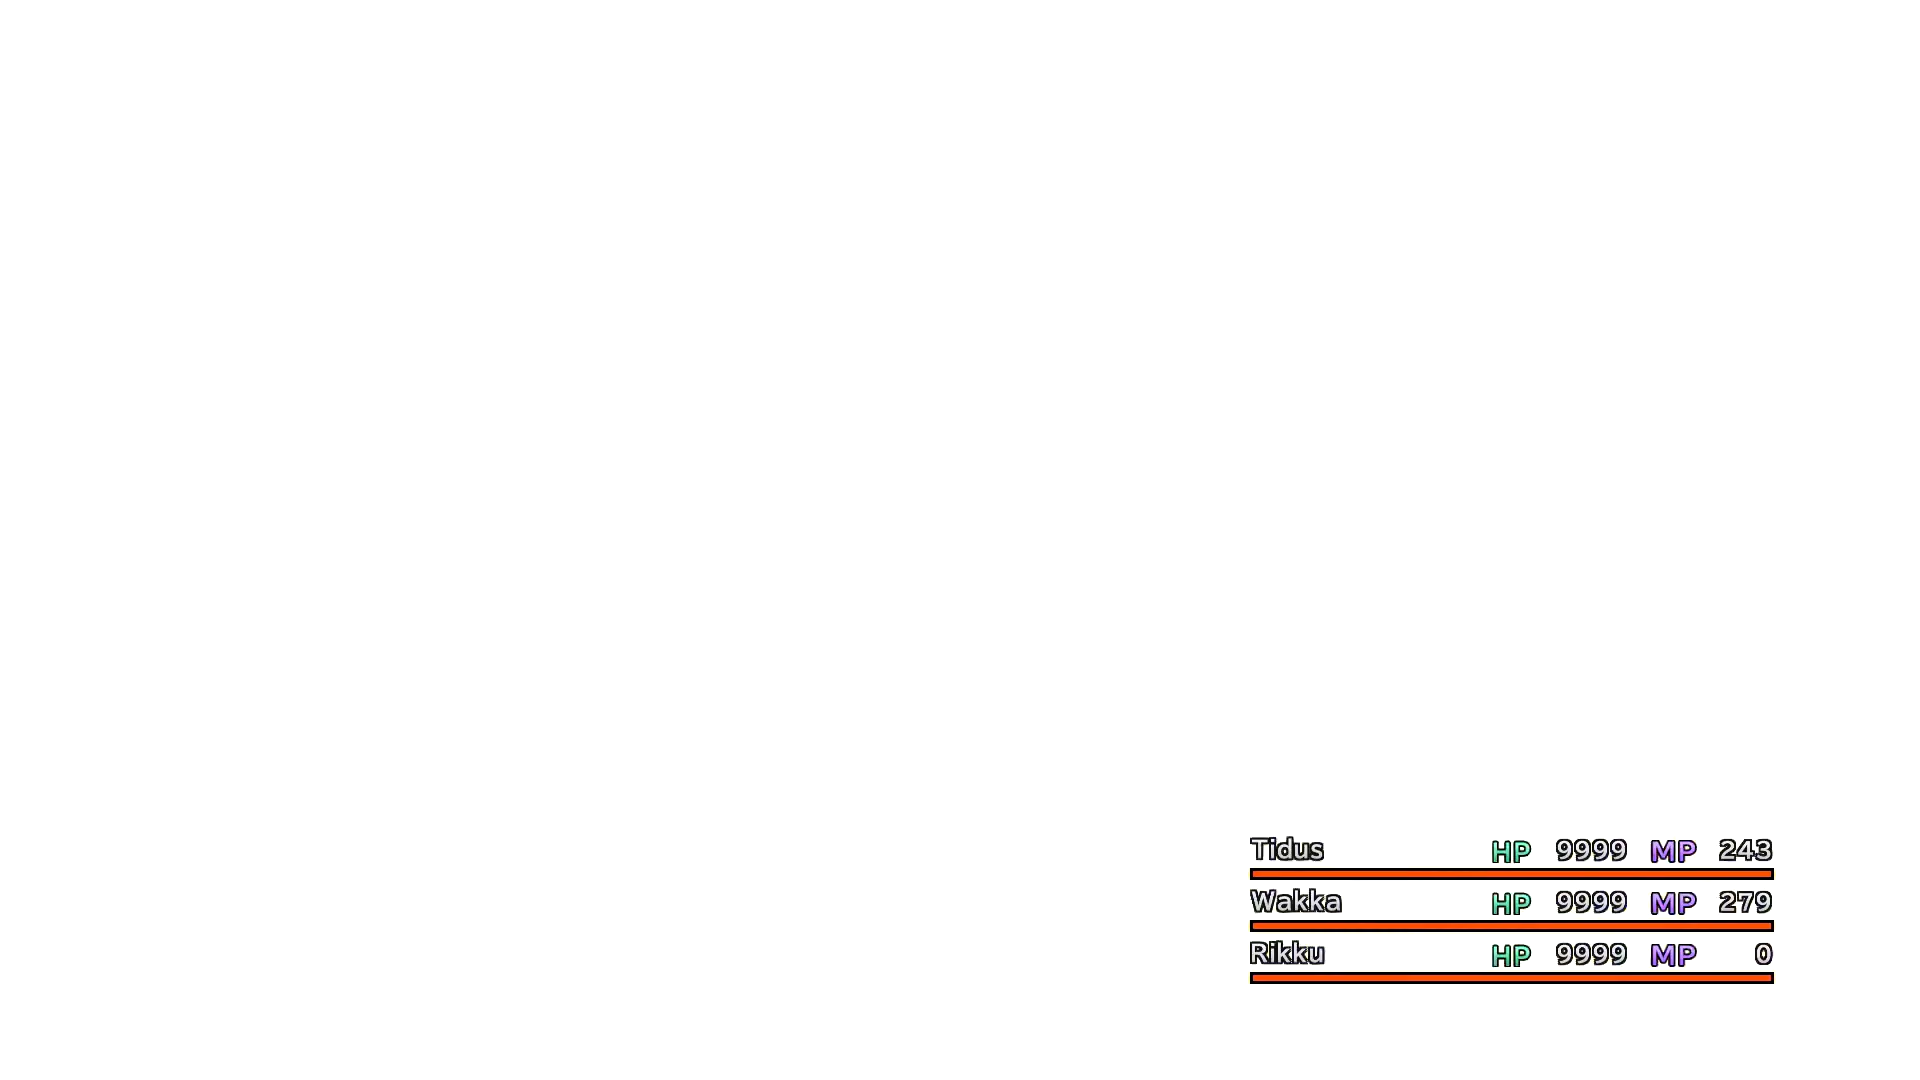 Tidus HP 9999 MP 243
Wakka HP 9999 MP 279
Rikku HP 9999 MP 0